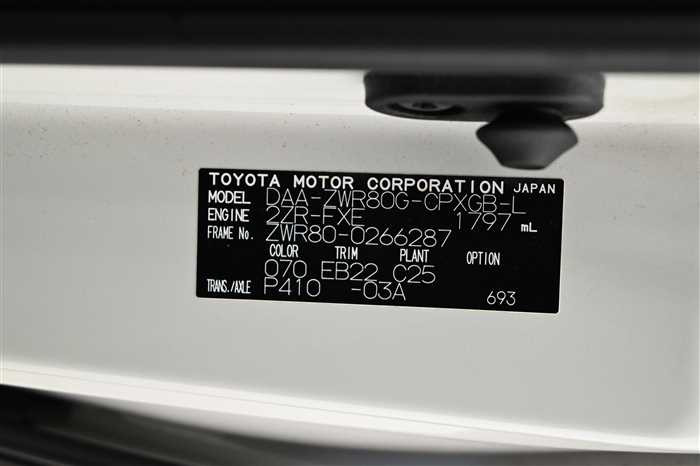 TOYOTA MOTOR CORPORATION JAPAN
MODEL DAA-ZWR80G-CPXGB-L
ENGINE 2ZR-FXE 1797 mL
FRAME No. ZWR80-0266287
COLOR TRIM PLANT OPTION
070 EB22 C25
TRANS./AXLE P410 -03A 693